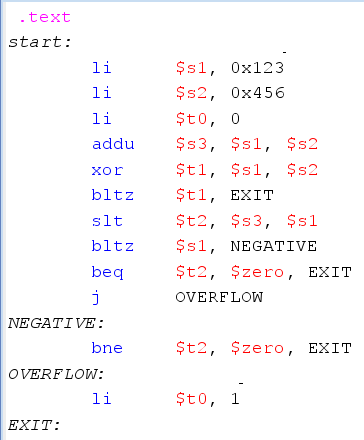 .text
start:
li $s1, 0x123
li $s2, 0x456
li $t0, 0
addu $s3, $s1, $s2
xor $t1, $s1, $s2
bltz $t1, EXIT
slt $t2, $s3, $s1
bltz $s1, NEGATIVE
beq $t2, $zero, EXIT
j OVERFLOW
NEGATIVE:
bne $t2, $zero, EXIT
OVERFLOW:
li $t0, 1
EXIT: